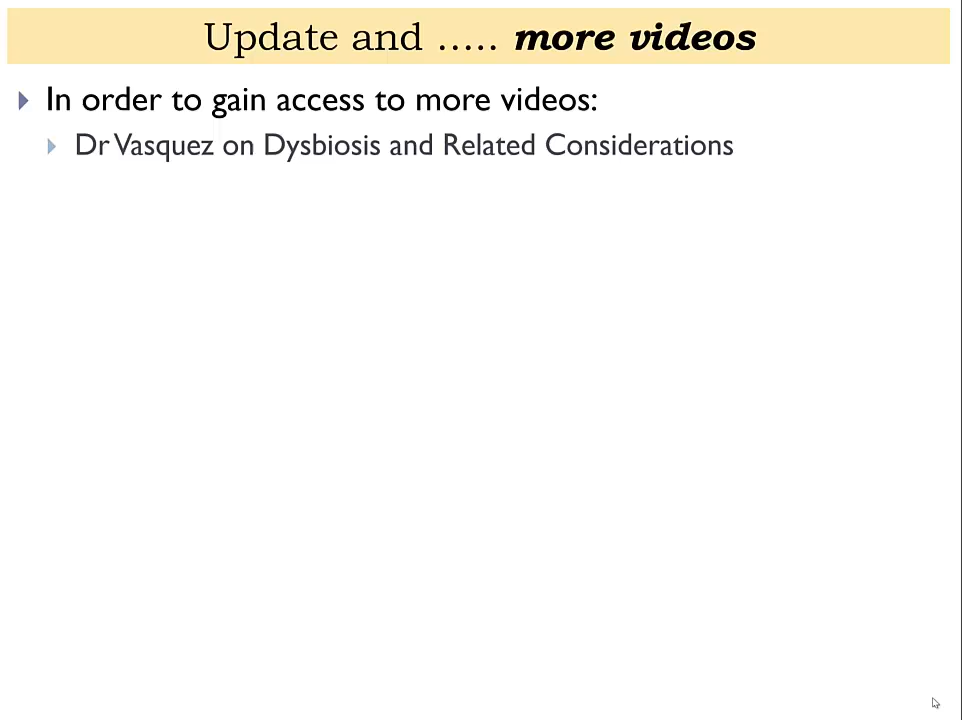 Update and ..... more videos
In order to gain access to more videos:
Dr Vasquez on Dysbiosis and Related Considerations